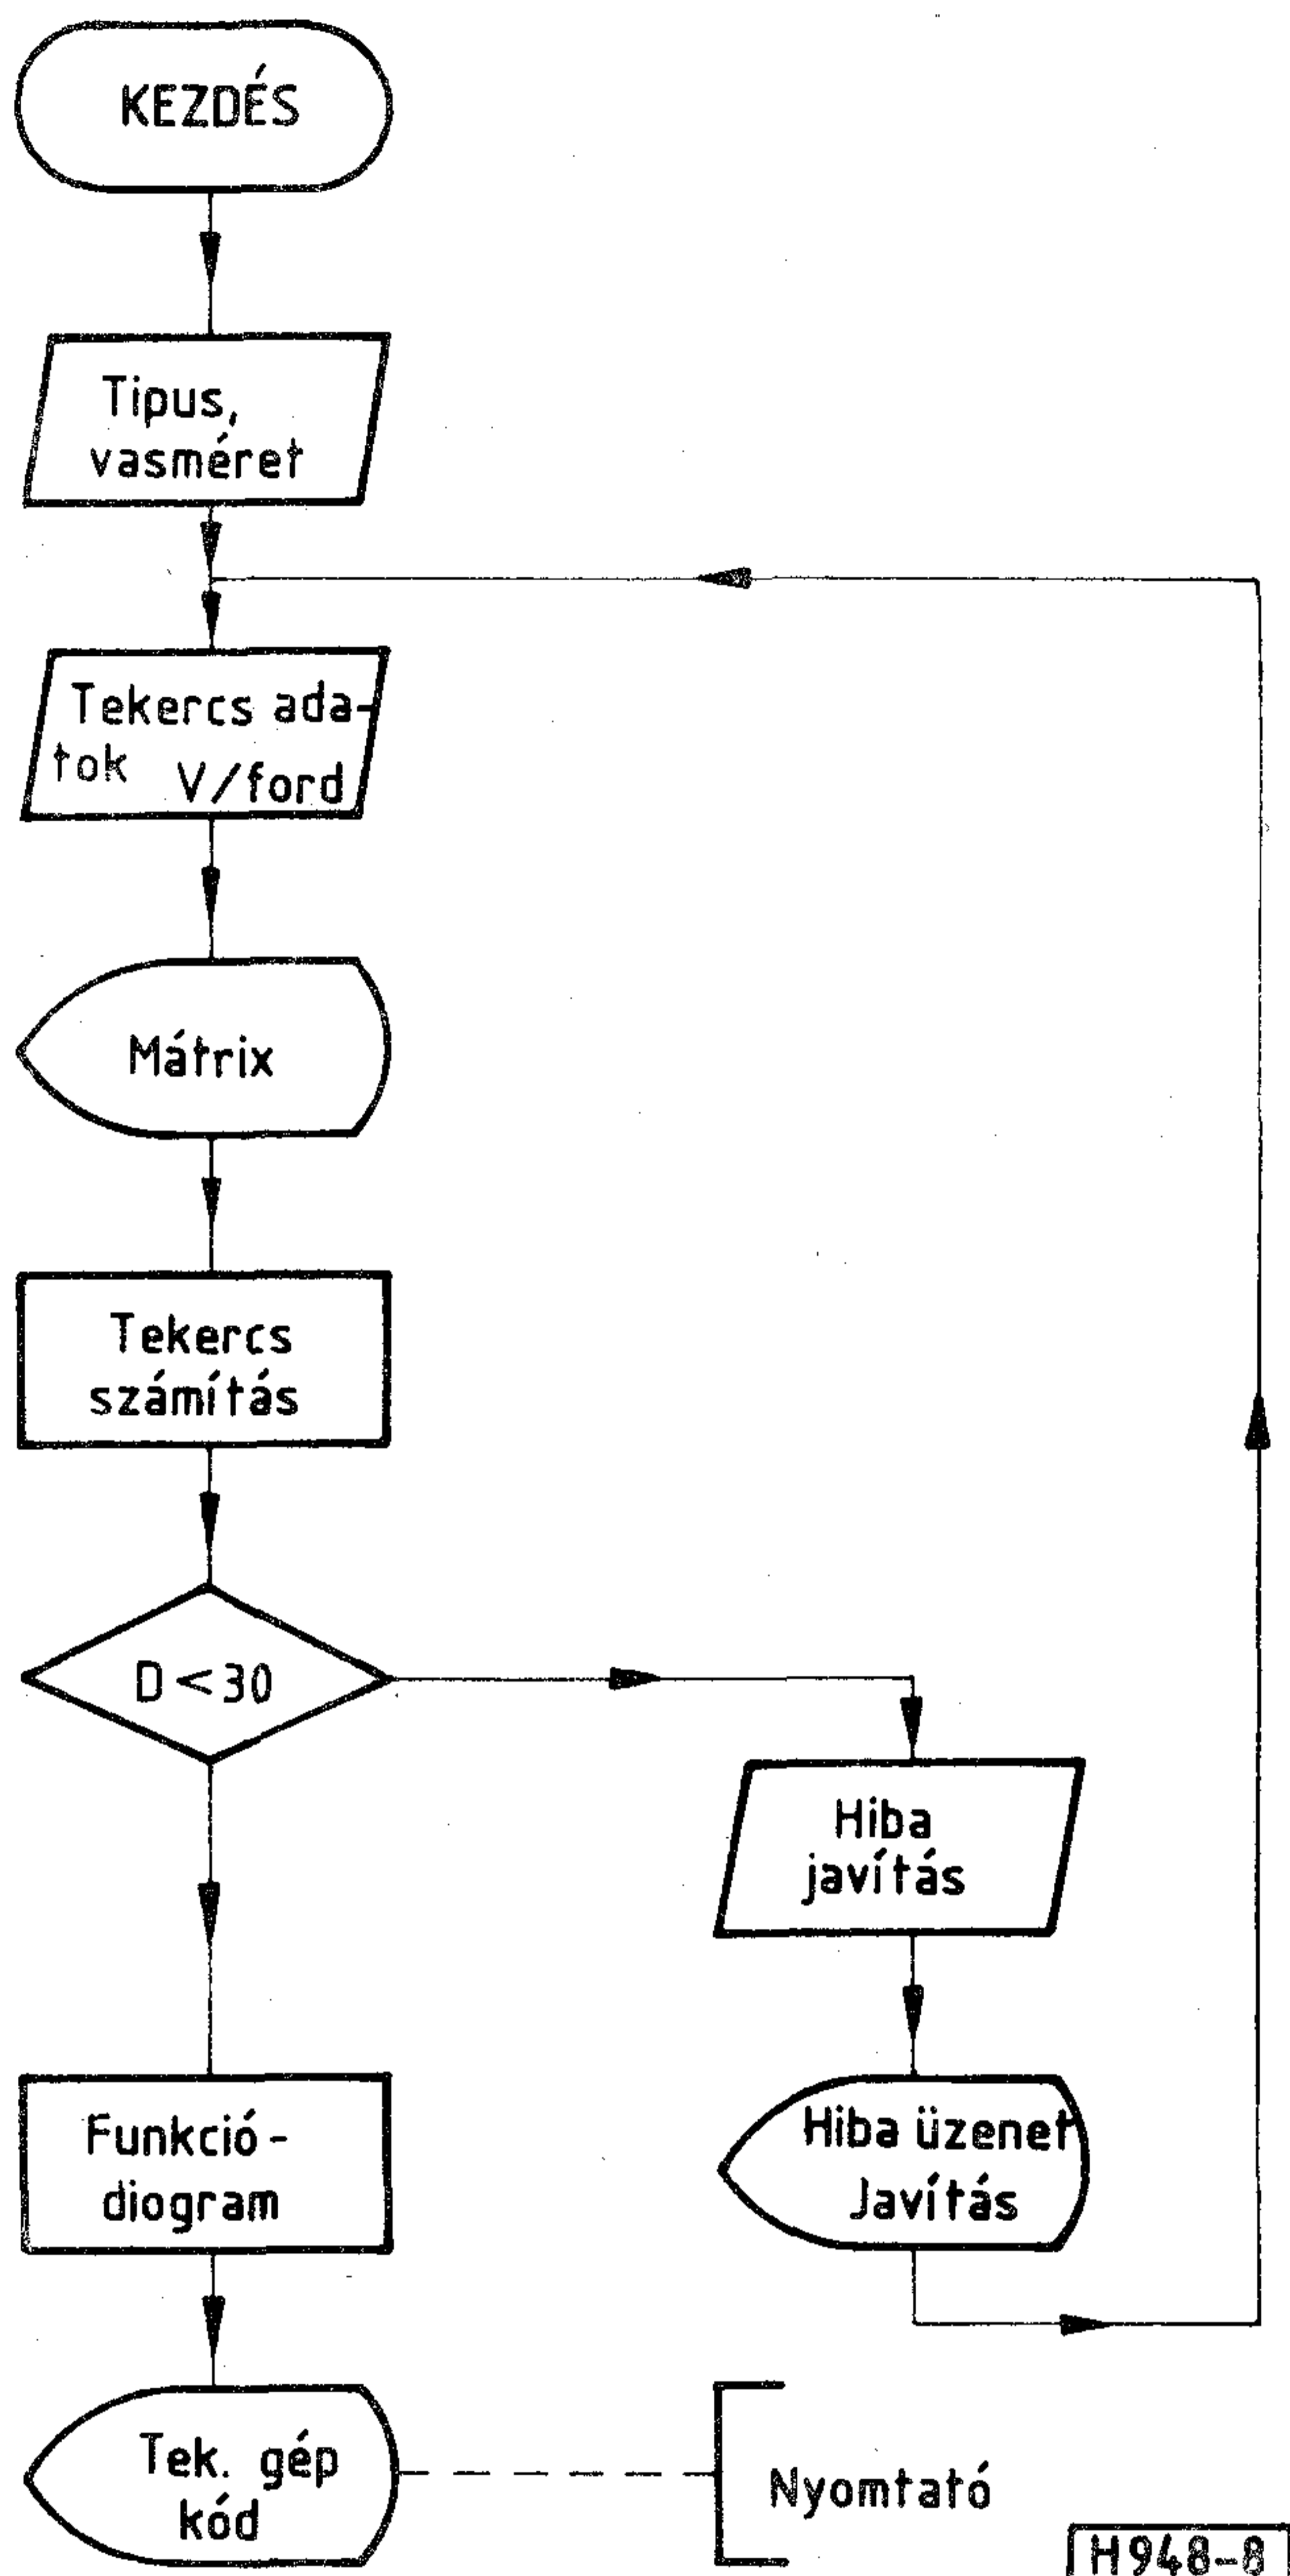 KEZDÉS
Tipus,
vasméret
Tekercs ada-
tok V/ford
Mátrix
Tekercs
számítás
D < 30
Hiba
javítás
Funkció-
diogram
Hiba üzenet
Javítás
Tek. gép
kód
Nyomtató
H948-8